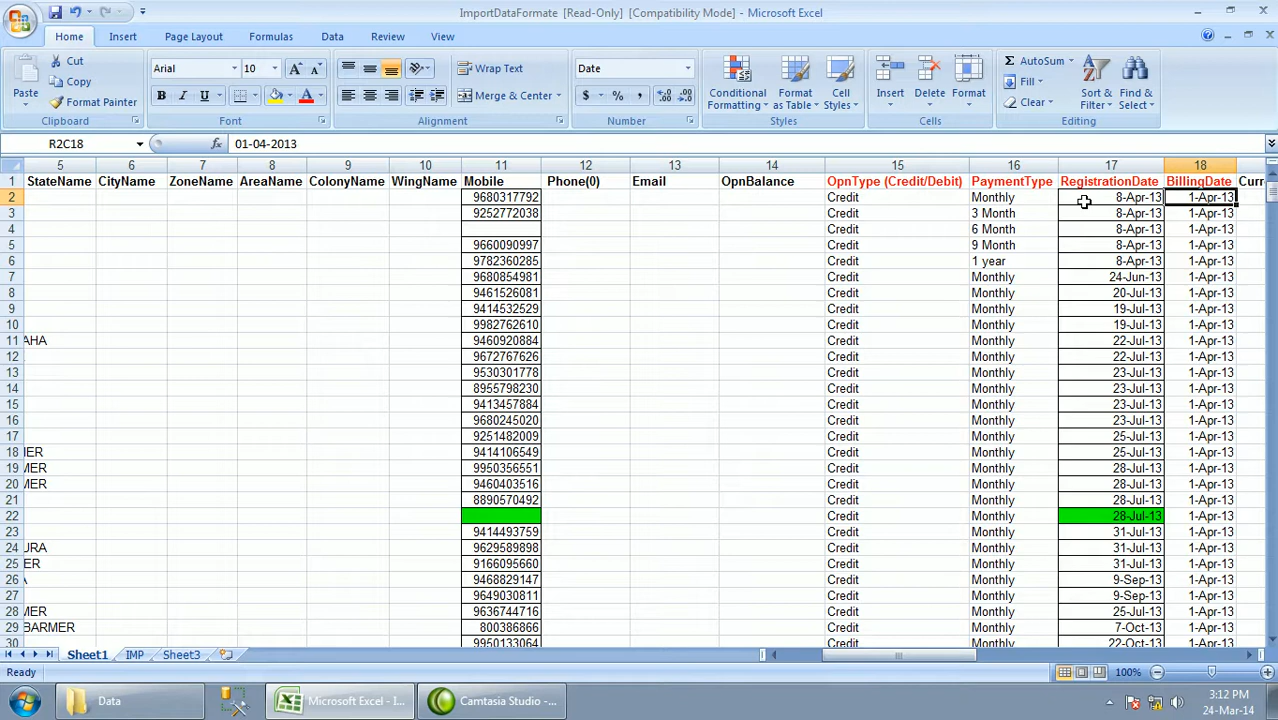 ImportDataFormate [Read-Only] [Compatibility Mode] - Microsoft Excel
Home Insert Page Layout Formulas Data Review View
Paste Cut Copy Format Painter Clipboard
Arial 10 B I U Font
Wrap Text Merge & Center Alignment
Date $ % , Number
Conditional Formatting Format as Table Cell Styles Styles
Insert Delete Format Cells
Σ AutoSum Fill Clear Sort & Filter Find & Select Editing
R2C18 fx 01-04-2013
5 6 7 8 9 10 11 12 13 14 15 16 17 18
1 StateName CityName ZoneName AreaName ColonyName WingName Mobile Phone(0) Email OpnBalance OpnType (Credit/Debit) PaymentType RegistrationDate BillingDate Curr
2 9680317792 Credit Monthly 8-Apr-13 1-Apr-13
3 9252772038 Credit 3 Month 8-Apr-13 1-Apr-13
4 Credit 6 Month 8-Apr-13 1-Apr-13
5 9660090997 Credit 9 Month 8-Apr-13 1-Apr-13
6 9782360285 Credit 1 year 8-Apr-13 1-Apr-13
7 9680854981 Credit Monthly 24-Jun-13 1-Apr-13
8 9461526081 Credit Monthly 20-Jul-13 1-Apr-13
9 9414532529 Credit Monthly 19-Jul-13 1-Apr-13
10 9982762610 Credit Monthly 19-Jul-13 1-Apr-13
11 AHA 9460920884 Credit Monthly 22-Jul-13 1-Apr-13
12 9672767626 Credit Monthly 22-Jul-13 1-Apr-13
13 9530301778 Credit Monthly 23-Jul-13 1-Apr-13
14 8955798230 Credit Monthly 23-Jul-13 1-Apr-13
15 9413457884 Credit Monthly 23-Jul-13 1-Apr-13
16 9680245020 Credit Monthly 23-Jul-13 1-Apr-13
17 9251482009 Credit Monthly 25-Jul-13 1-Apr-13
18 MER 9414106549 Credit Monthly 25-Jul-13 1-Apr-13
19 MER 9950356551 Credit Monthly 28-Jul-13 1-Apr-13
20 MER 9460403516 Credit Monthly 28-Jul-13 1-Apr-13
21 8890570492 Credit Monthly 28-Jul-13 1-Apr-13
22 Credit Monthly 28-Jul-13 1-Apr-13
23 9414493759 Credit Monthly 31-Jul-13 1-Apr-13
24 URA 9629589898 Credit Monthly 31-Jul-13 1-Apr-13
25 ER 9166095660 Credit Monthly 31-Jul-13 1-Apr-13
26 9468829147 Credit Monthly 9-Sep-13 1-Apr-13
27 9649030811 Credit Monthly 9-Sep-13 1-Apr-13
28 MER 9636744716 Credit Monthly 25-Jul-13 1-Apr-13
29 BARMER 800386866 Credit Monthly 7-Oct-13 1-Apr-13
30 9950133064 Credit Monthly 22-Oct-13 1-Apr-13
Sheet1 IMP Sheet3
Ready 100%
Data Microsoft Excel - I... Camtasia Studio -... 3:12 PM
24-Mar-14